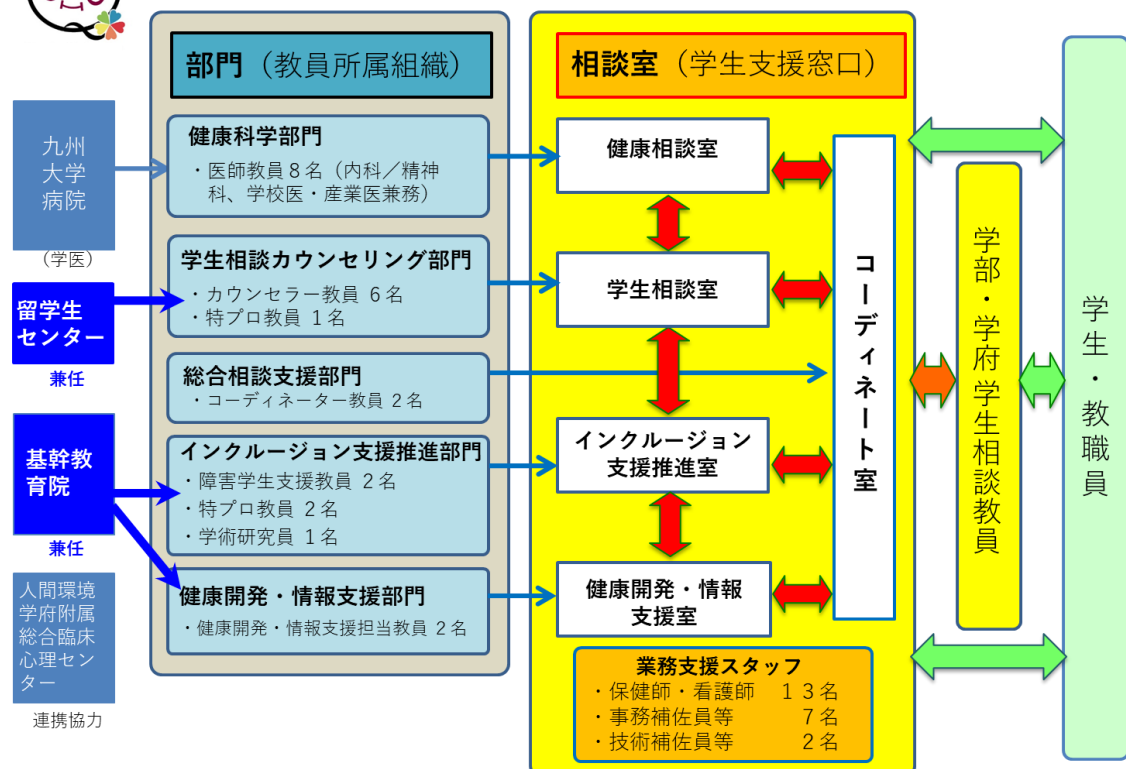 部門（教員所属組織）
相談室（学生支援窓口）
九州
大学
病院
（学医）
留学生
センター
兼任
基幹教
育院
兼任
人間環境
学府附属
総合臨床
心理セン
ター
連携協力
健康科学部門
・医師教員８名（内科／精神
科、学校医・産業医兼務）
学生相談カウンセリング部門
・カウンセラー教員 ６名
・特プロ教員 １名
総合相談支援部門
・コーディネーター教員 ２名
インクルージョン支援推進部門
・障害学生支援教員 ２名
・特プロ教員 ２名
・学術研究員 １名
健康開発・情報支援部門
・健康開発・情報支援担当教員 ２名
健康相談室
学生相談室
インクルージョン
支援推進室
健康開発・情報
支援室
業務支援スタッフ
・保健師・看護師 １３名
・事務補佐員等 ７名
・技術補佐員等 ２名
コーディネート室
学部・学府 学生相談教員
学生・教職員